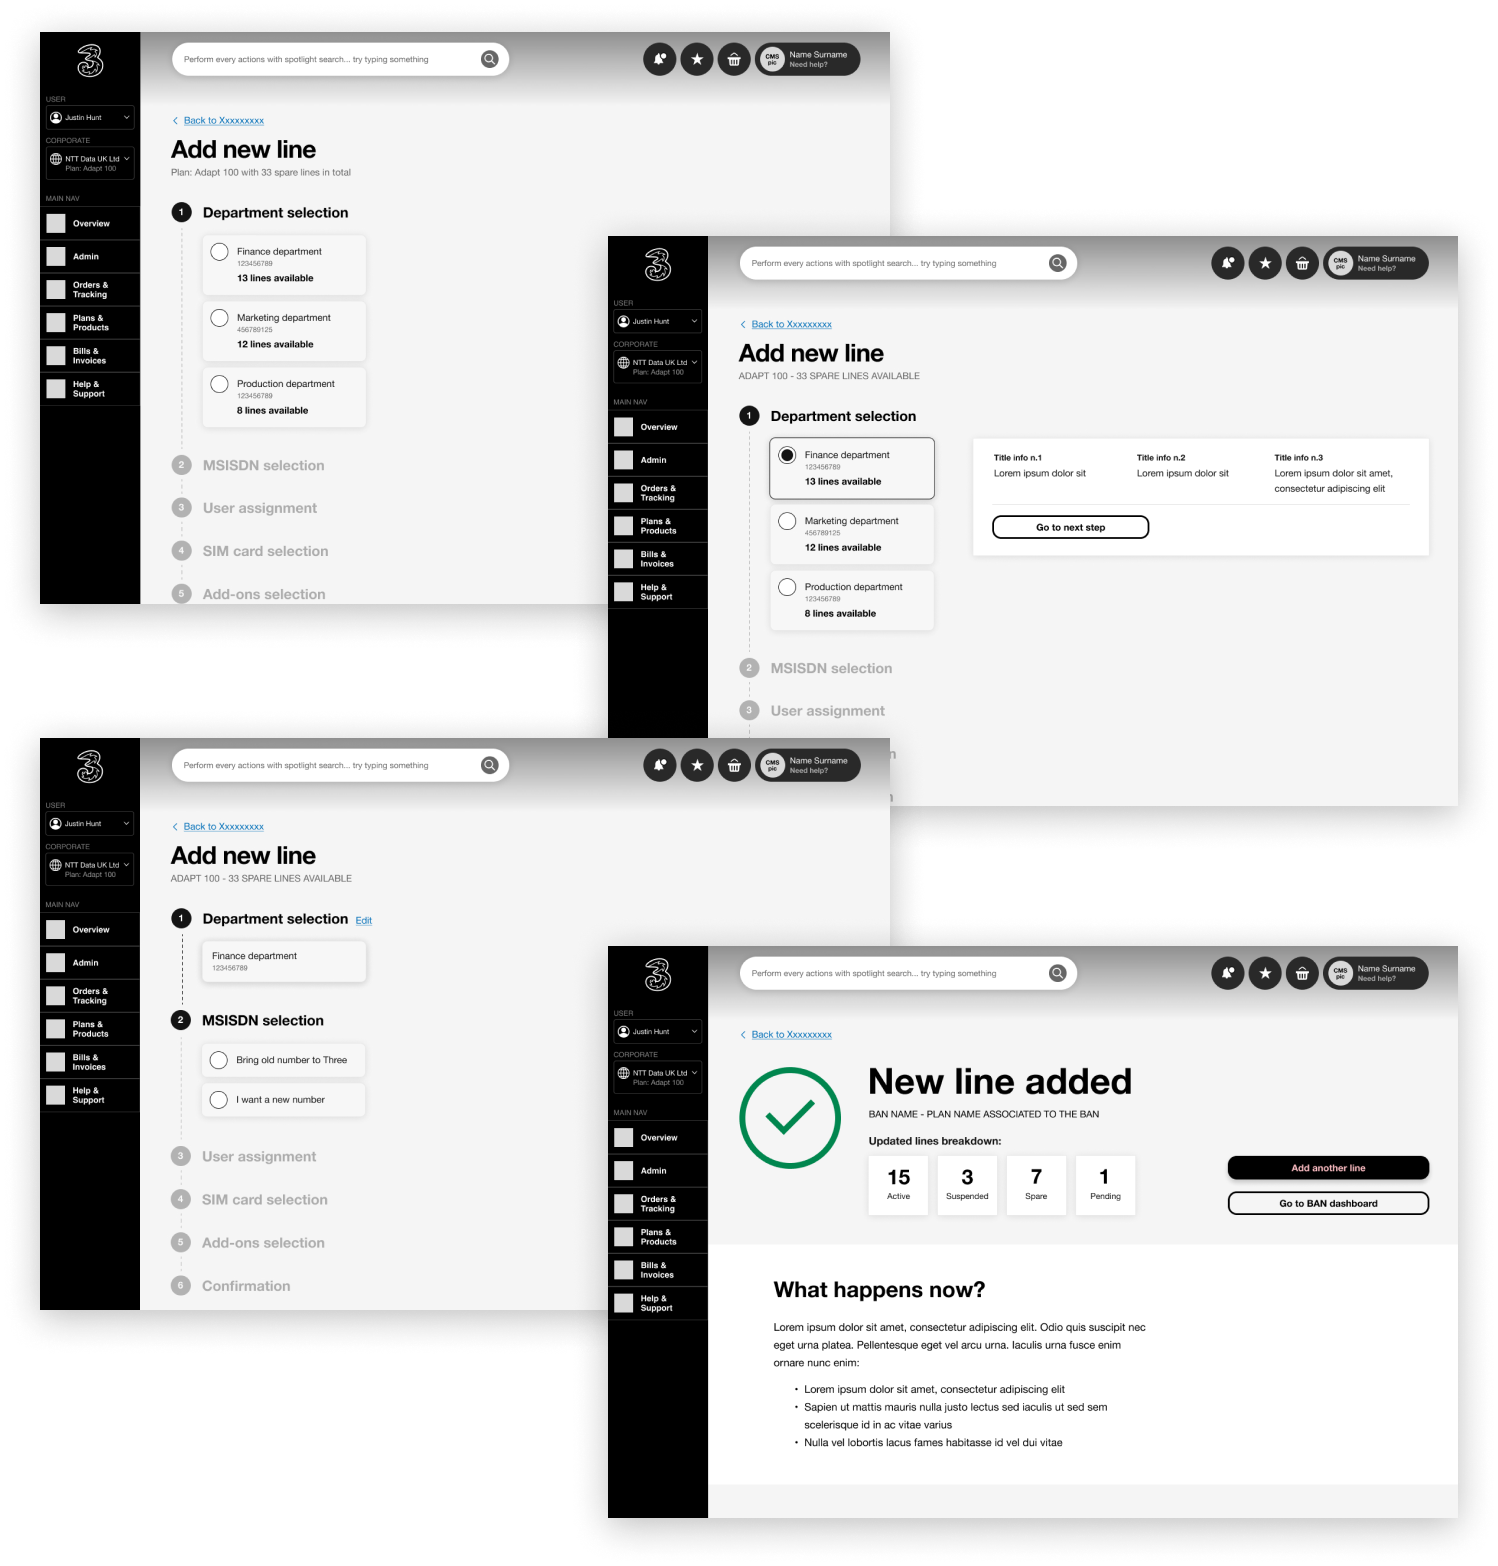 Perform every actions with spotlight search... try typing something
CMS pic
Name Surname
Need help?
USER
Justin Hunt
CORPORATE
NTT Data UK Ltd
Plan: Adapt 100
MAIN NAV
Overview
Admin
Orders &
Tracking
Plans &
Products
Bills &
Invoices
Help &
Support
Back to Xxxxxxxxx
Add new line
Plan: Adapt 100 with 33 spare lines in total
1 Department selection
Finance department
123456789
13 lines available
Marketing department
456789125
12 lines available
Production department
123456789
8 lines available
2 MSISDN selection
3 User assignment
4 SIM card selection
5 Add-ons selection
Perform every actions with spotlight search... try typing something
CMS pic
Name Surname
Need help?
USER
Justin Hunt
CORPORATE
NTT Data UK Ltd
Plan: Adapt 100
MAIN NAV
Overview
Admin
Orders &
Tracking
Plans &
Products
Bills &
Invoices
Help &
Support
Back to Xxxxxxxxx
Add new line
ADAPT 100 - 33 SPARE LINES AVAILABLE
1 Department selection
Finance department
123456789
13 lines available
Marketing department
456789125
12 lines available
Production department
123456789
8 lines available
Title info n.1
Lorem ipsum dolor sit
Title info n.2
Lorem ipsum dolor sit
Title info n.3
Lorem ipsum dolor sit amet,
consectetur adipiscing elit
Go to next step
2 MSISDN selection
3 User assignment
n
n
Perform every actions with spotlight search... try typing something
CMS pic
Name Surname
Need help?
USER
Justin Hunt
CORPORATE
NTT Data UK Ltd
Plan: Adapt 100
MAIN NAV
Overview
Admin
Orders &
Tracking
Plans &
Products
Bills &
Invoices
Help &
Support
Back to Xxxxxxxxx
Add new line
ADAPT 100 - 33 SPARE LINES AVAILABLE
1 Department selection Edit
Finance department
123456789
2 MSISDN selection
Bring old number to Three
I want a new number
3 User assignment
4 SIM card selection
5 Add-ons selection
6 Confirmation
Perform every actions with spotlight search... try typing something
CMS pic
Name Surname
Need help?
USER
Justin Hunt
CORPORATE
NTT Data UK Ltd
Plan: Adapt 100
MAIN NAV
Overview
Admin
Orders &
Tracking
Plans &
Products
Bills &
Invoices
Help &
Support
Back to Xxxxxxxxx
New line added
BAN NAME - PLAN NAME ASSOCIATED TO THE BAN
Updated lines breakdown:
15
Active
3
Suspended
7
Spare
1
Pending
Add another line
Go to BAN dashboard
What happens now?
Lorem ipsum dolor sit amet, consectetur adipiscing elit. Odio quis suscipit nec
eget urna platea. Pellentesque eget vel arcu urna. Iaculis urna fusce enim
ornare nunc enim:
• Lorem ipsum dolor sit amet, consectetur adipiscing elit
• Sapien ut mattis mauris nulla justo lectus sed iaculis ut sed sem
scelerisque id in ac vitae varius
• Nulla vel lobortis lacus fames habitasse id vel dui vitae